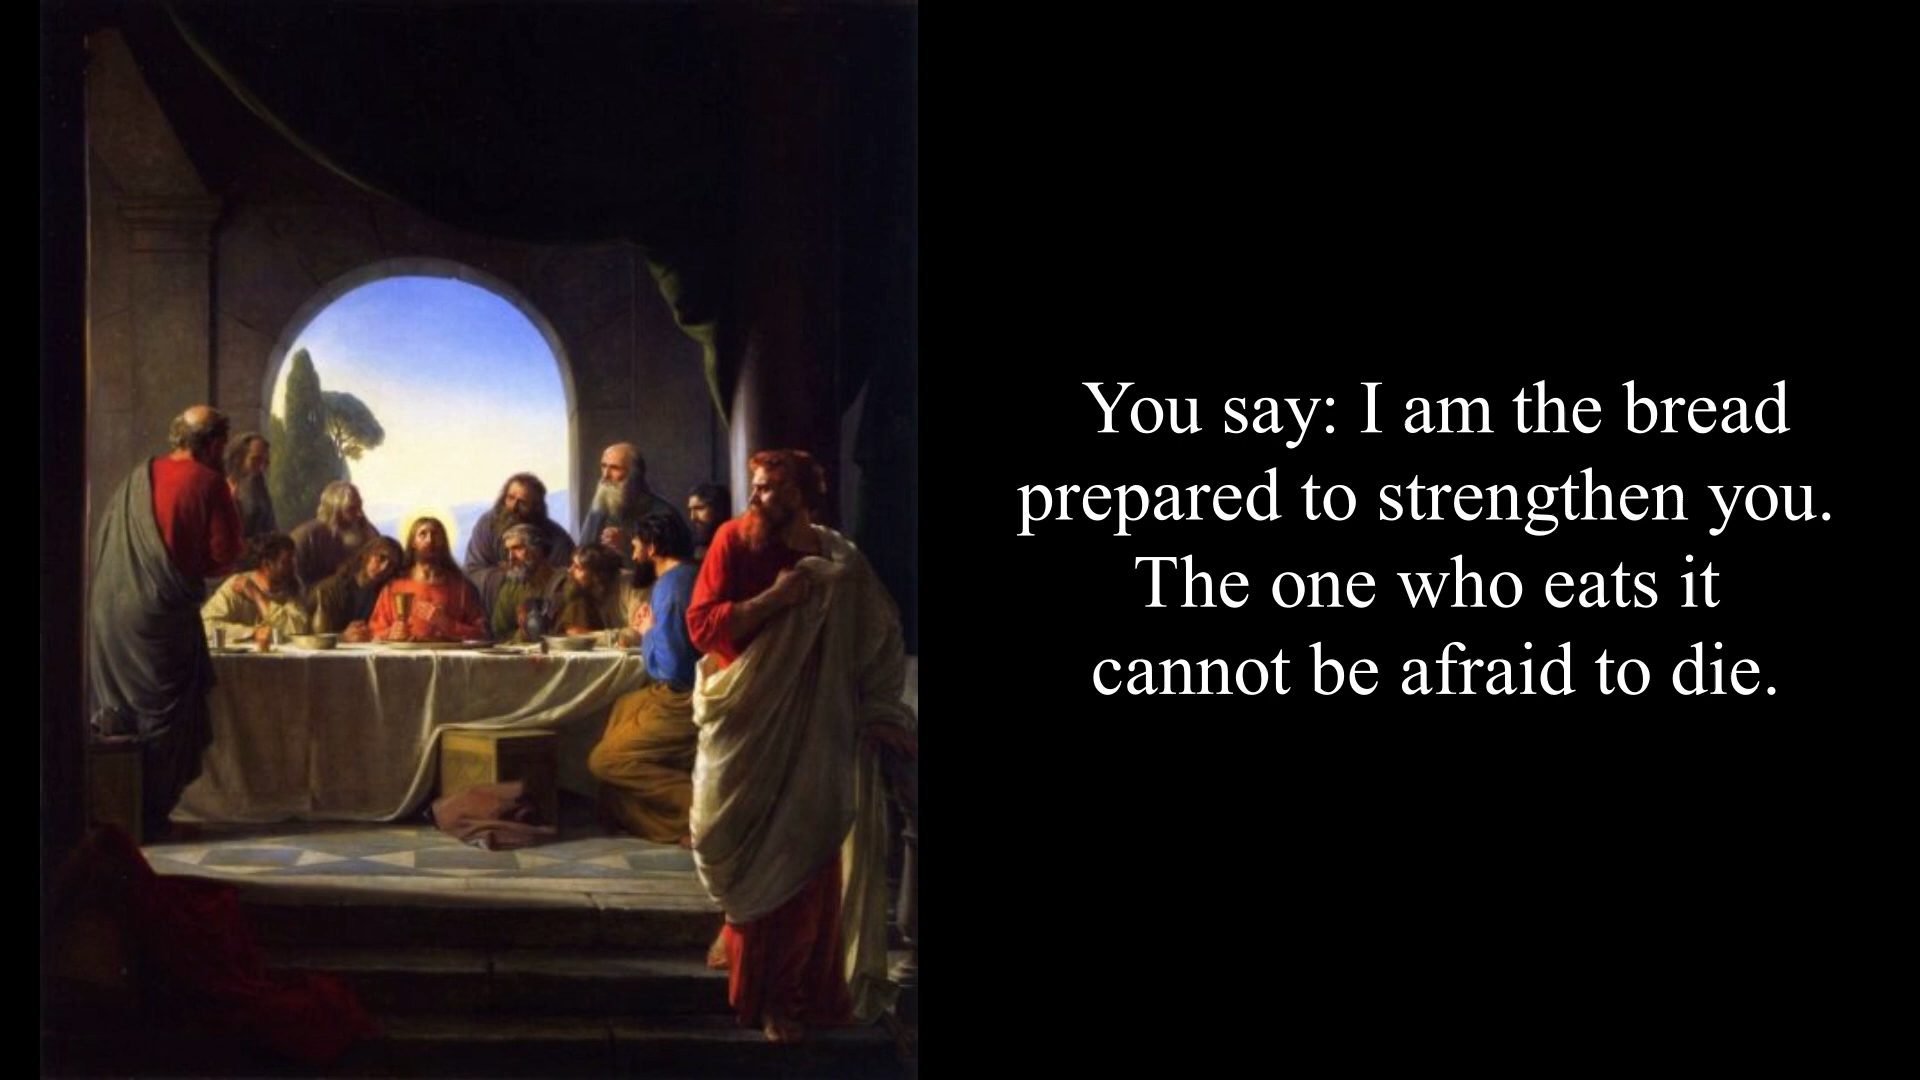 You say: I am the bread
prepared to strengthen you.
The one who eats it
cannot be afraid to die.